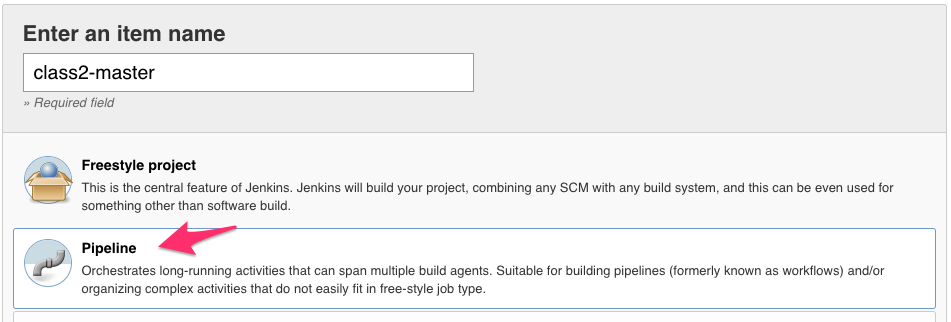 Enter an item name
class2-master
» Required field
Freestyle project
This is the central feature of Jenkins. Jenkins will build your project, combining any SCM with any build system, and this can be even used for
something other than software build.
Pipeline
Orchestrates long-running activities that can span multiple build agents. Suitable for building pipelines (formerly known as workflows) and/or
organizing complex activities that do not easily fit in free-style job type.